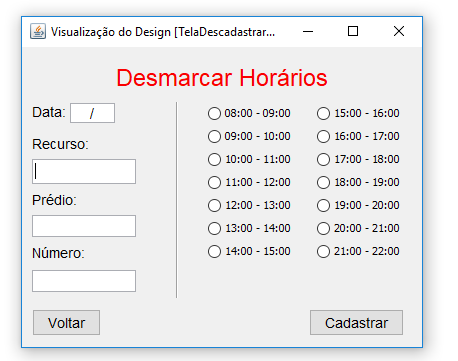 Visualização do Design [TelaDescadastrar...
Desmarcar Horários
Data: /
Recurso:
Prédio:
Número:
08:00 - 09:00
09:00 - 10:00
10:00 - 11:00
11:00 - 12:00
12:00 - 13:00
13:00 - 14:00
14:00 - 15:00
15:00 - 16:00
16:00 - 17:00
17:00 - 18:00
18:00 - 19:00
19:00 - 20:00
20:00 - 21:00
21:00 - 22:00
Voltar
Cadastrar